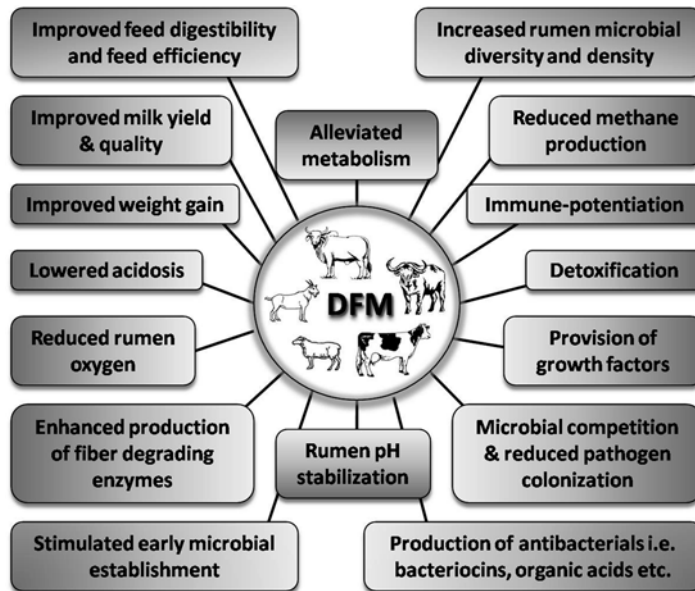 Improved feed digestibility
and feed efficiency
Increased rumen microbial
diversity and density
Improved milk yield
& quality
Alleviated
metabolism
Reduced methane
production
Improved weight gain
Immune-potentiation
Lowered acidosis
DFM
Detoxification
Reduced rumen
oxygen
Provision of
growth factors
Enhanced production
of fiber degrading
enzymes
Rumen pH
stabilization
Microbial competition
& reduced pathogen
colonization
Stimulated early microbial
establishment
Production of antibacterials i.e.
bacteriocins, organic acids etc.